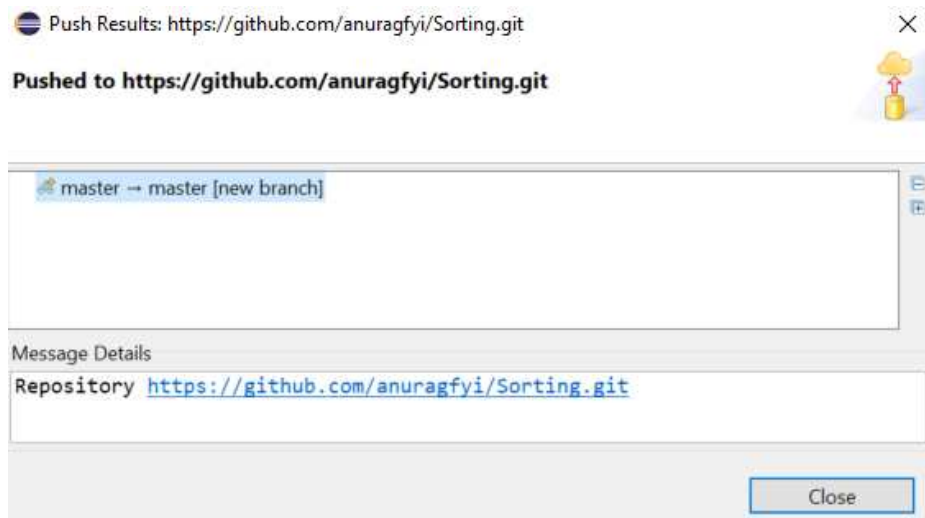 Push Results: https://github.com/anuragfyi/Sorting.git
Pushed to https://github.com/anuragfyi/Sorting.git
master → master [new branch]
Message Details
Repository https://github.com/anuragfyi/Sorting.git
Close